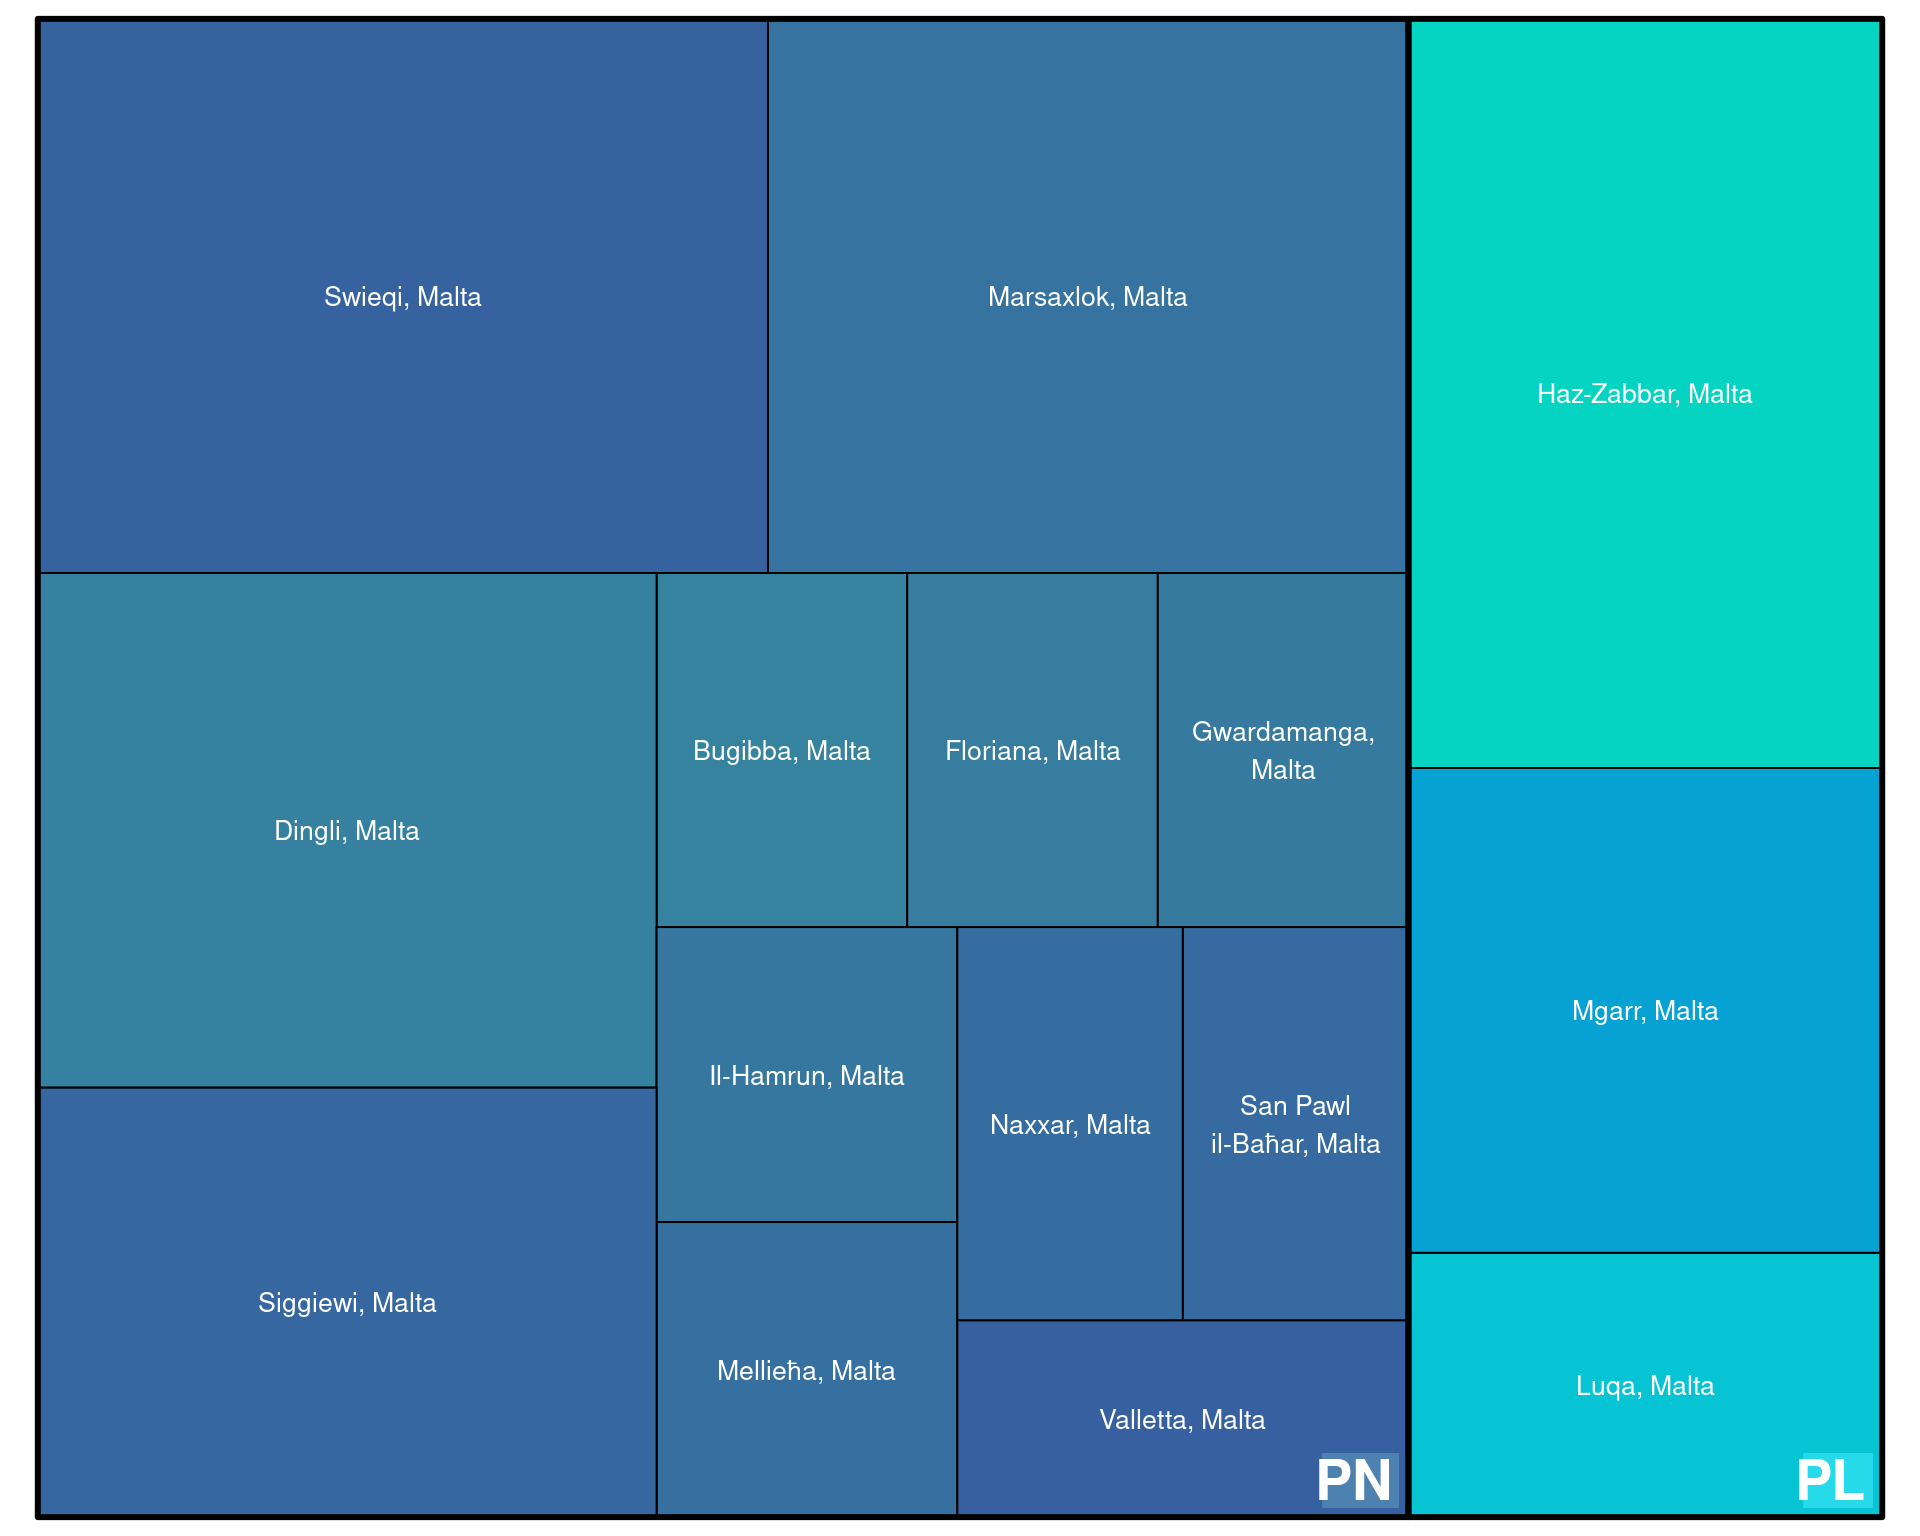 Swieqi, Malta
Marsaxlok, Malta
Haz-Zabbar, Malta
Dingli, Malta
Bugibba, Malta
Floriana, Malta
Gwardamanga,
Malta
Mgarr, Malta
Il-Hamrun, Malta
Naxxar, Malta
San Pawl
il-Baħar, Malta
Siggiewi, Malta
Mellieħa, Malta
Valletta, Malta
Luqa, Malta
PN
PL